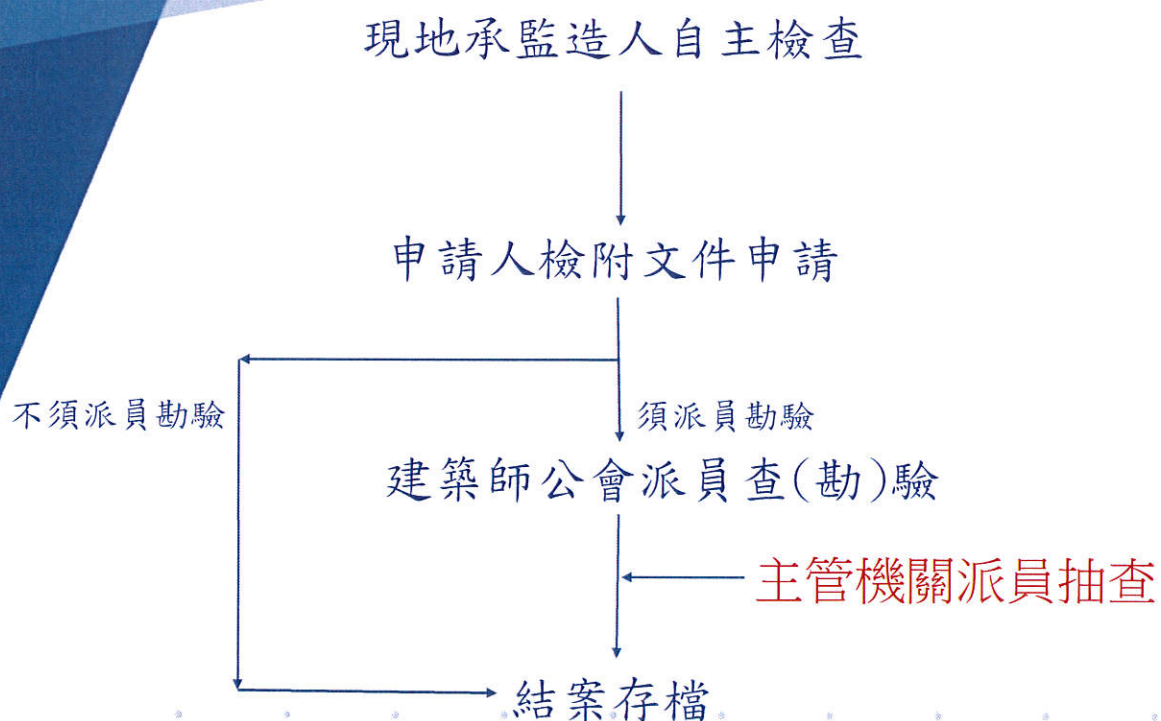 現地承監造人自主檢查
申請人檢附文件申請
不須派員勘驗
須派員勘驗
建築師公會派員查(勘)驗
主管機關派員抽查
結案存檔